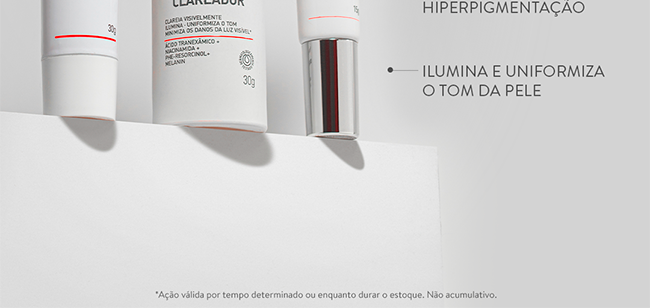 HIPERPIGMENTAÇÃO
CLAREADOR
CLAREIA VISIVELMENTE
ILUMINA • UNIFORMIZA O TOM
MINIMIZA OS DANOS DA LUZ VISÍVEL*
ÁCIDO TRANEXÂMICO +
NIACINAMIDA +
PHE-RESORCINOL+
MELANIN
30g
30g
15g
ILUMINA E UNIFORMIZA
O TOM DA PELE
*Ação válida por tempo determinado ou enquanto durar o estoque. Não acumulativo.